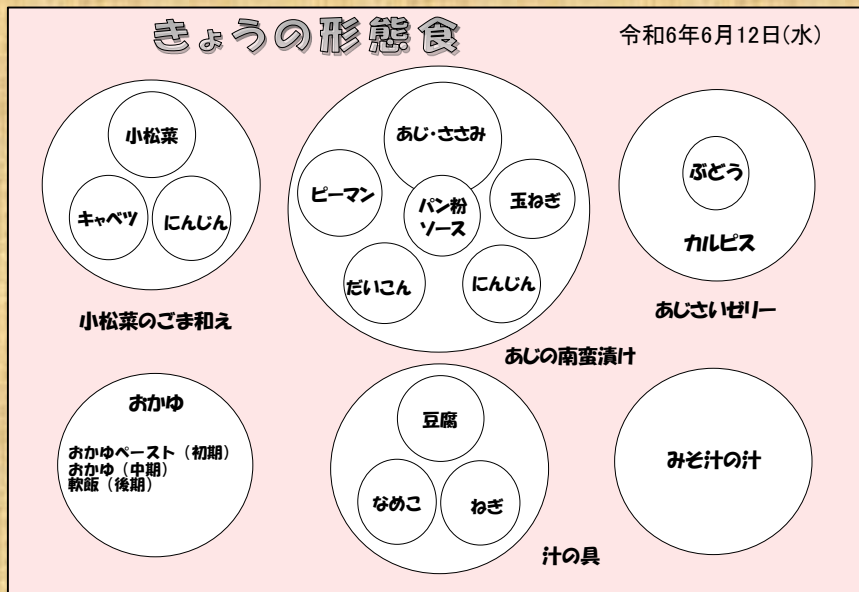 きょうの形態食
令和6年6月12日(水)
小松菜
キャベツ
にんじん
小松菜のごま和え
あじ・ささみ
ピーマン
パン粉
ソース
玉ねぎ
だいこん
にんじん
あじの南蛮漬け
ぶどう
カルピス
あじさいゼリー
おかゆ
おかゆペースト（初期）
おかゆ（中期）
軟飯（後期）
豆腐
なめこ
ねぎ
汁の具
みそ汁の汁